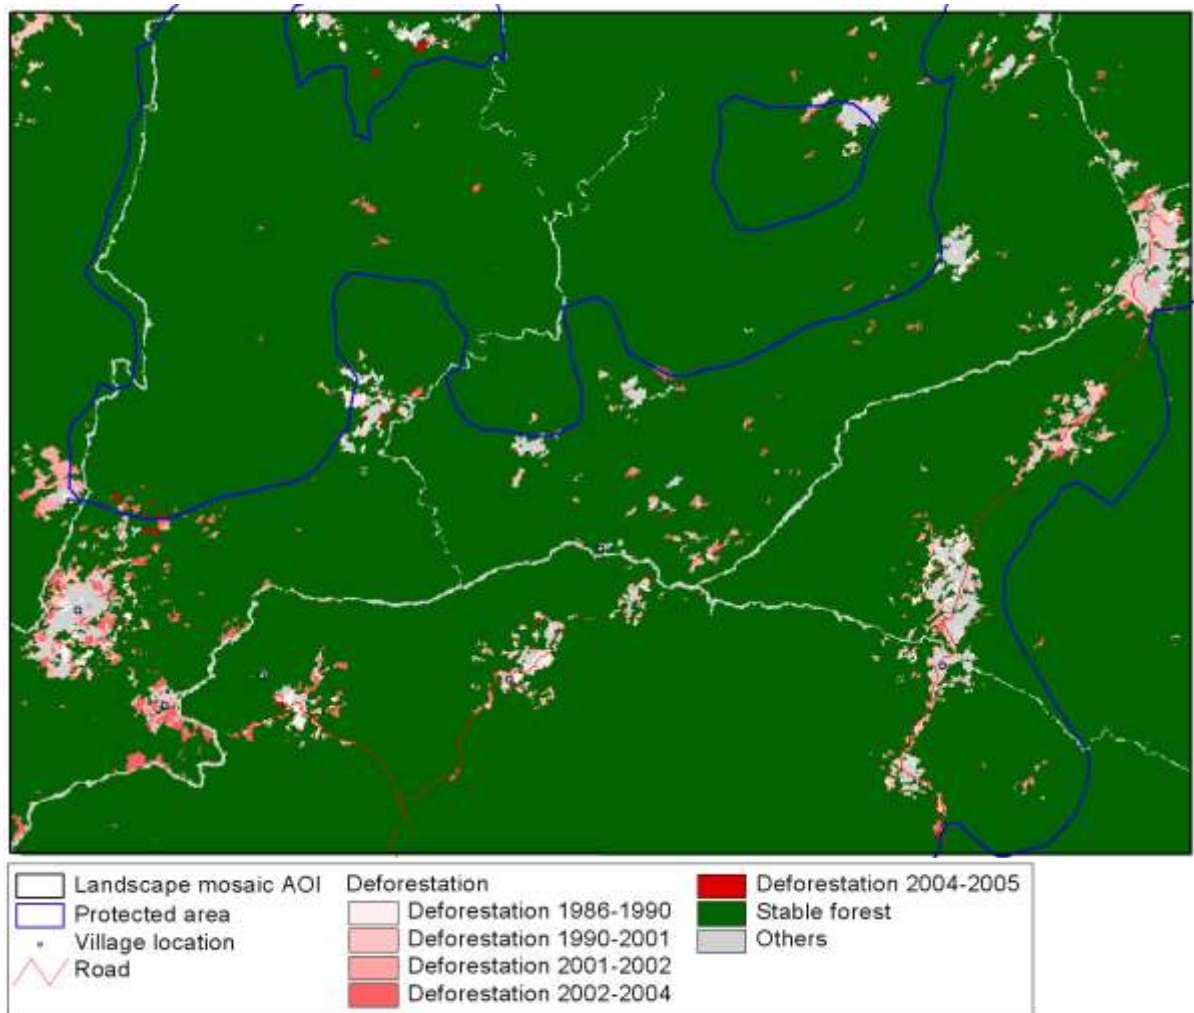 Landscape mosaic AOI
Protected area
Village location
Road
Deforestation
Deforestation 1986-1990
Deforestation 1990-2001
Deforestation 2001-2002
Deforestation 2002-2004
Deforestation 2004-2005
Stable forest
Others